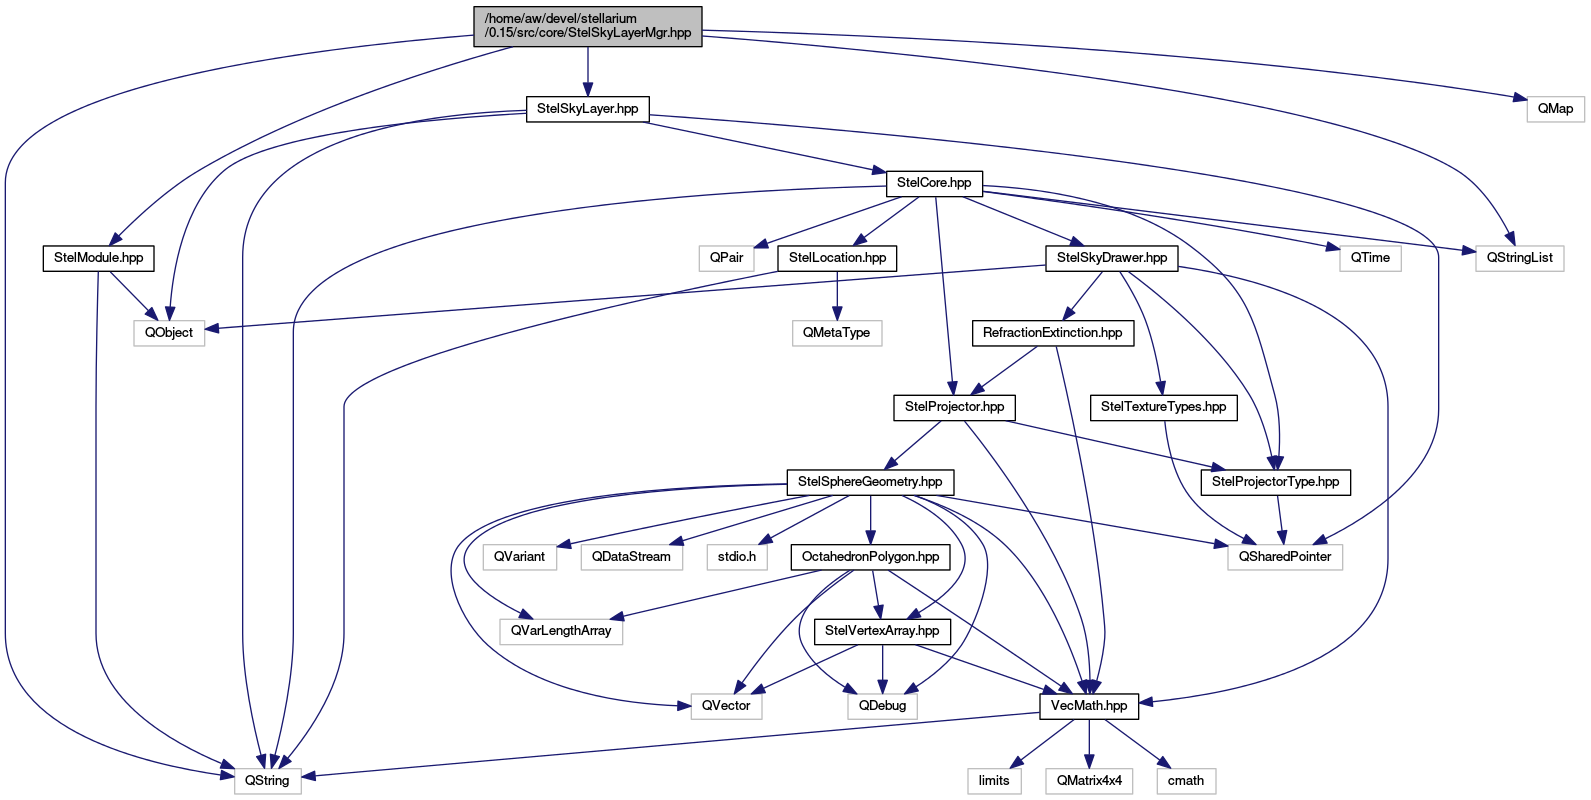 /home/aw/devel/stellarium
/0.15/src/core/StelSkyLayerMgr.hpp
StelSkyLayer.hpp
QMap
StelCore.hpp
StelModule.hpp
QPair
StelLocation.hpp
StelSkyDrawer.hpp
QTime
QStringList
QObject
QMetaType
RefractionExtinction.hpp
StelProjector.hpp
StelTextureTypes.hpp
StelSphereGeometry.hpp
StelProjectorType.hpp
QVariant
QDataStream
stdio.h
OctahedronPolygon.hpp
QSharedPointer
QVarLengthArray
StelVertexArray.hpp
QVector
QDebug
VecMath.hpp
QString
limits
QMatrix4x4
cmath